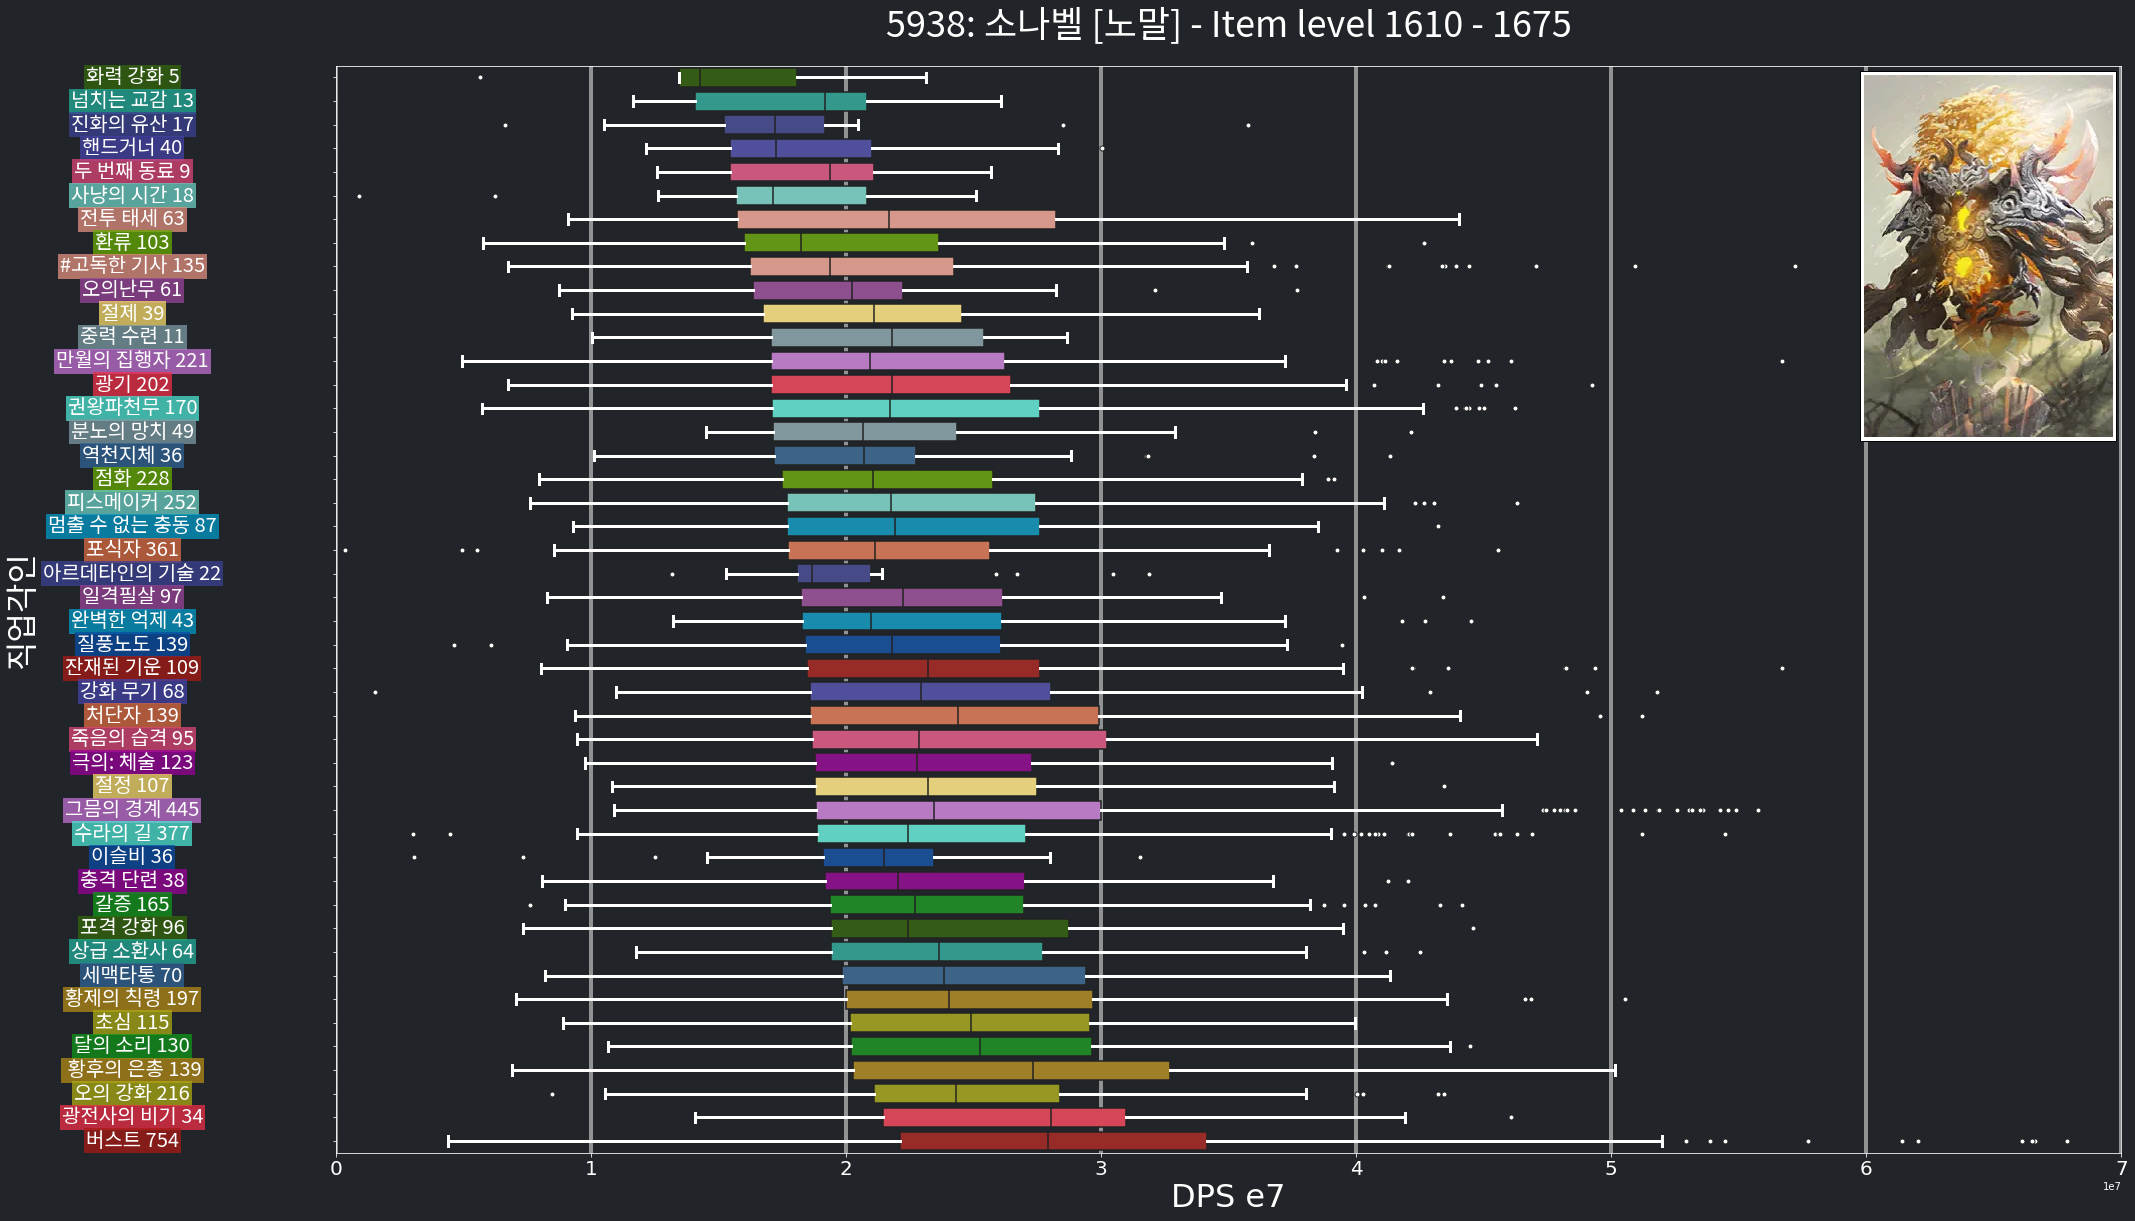 5938: 소나벨 [노말] - Item level 1610 - 1675
직업각인
화력 강화 5
넘치는 교감 13
진화의 유산 17
핸드거너 40
두 번째 동료 9
사냥의 시간 18
전투 태세 63
환류 103
#고독한 기사 135
오의난무 61
절제 39
중력 수련 11
만월의 집행자 221
광기 202
권왕파천무 170
분노의 망치 49
역천지체 36
점화 228
피스메이커 252
멈출 수 없는 충동 87
포식자 361
아르데타인의 기술 22
일격필살 97
완벽한 억제 43
질풍노도 139
잔재된 기운 109
강화 무기 68
처단자 139
죽음의 습격 95
극의: 체술 123
절정 107
그믐의 경계 445
수라의 길 377
이슬비 36
충격 단련 38
갈증 165
포격 강화 96
상급 소환사 64
세맥타통 70
황제의 칙령 197
초심 115
달의 소리 130
황후의 은총 139
오의 강화 216
광전사의 비기 34
버스트 754
0 1 2 3 4 5 6 7
1e7
DPS e7